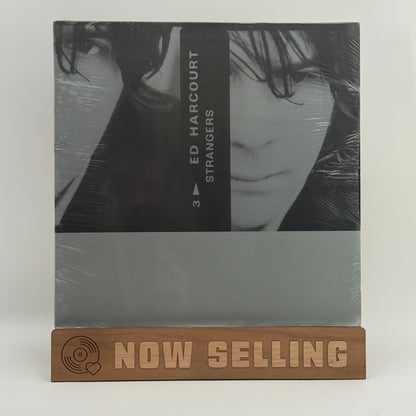 3 ▶ ED HARCOURT
STRANGERS
NOW SELLING